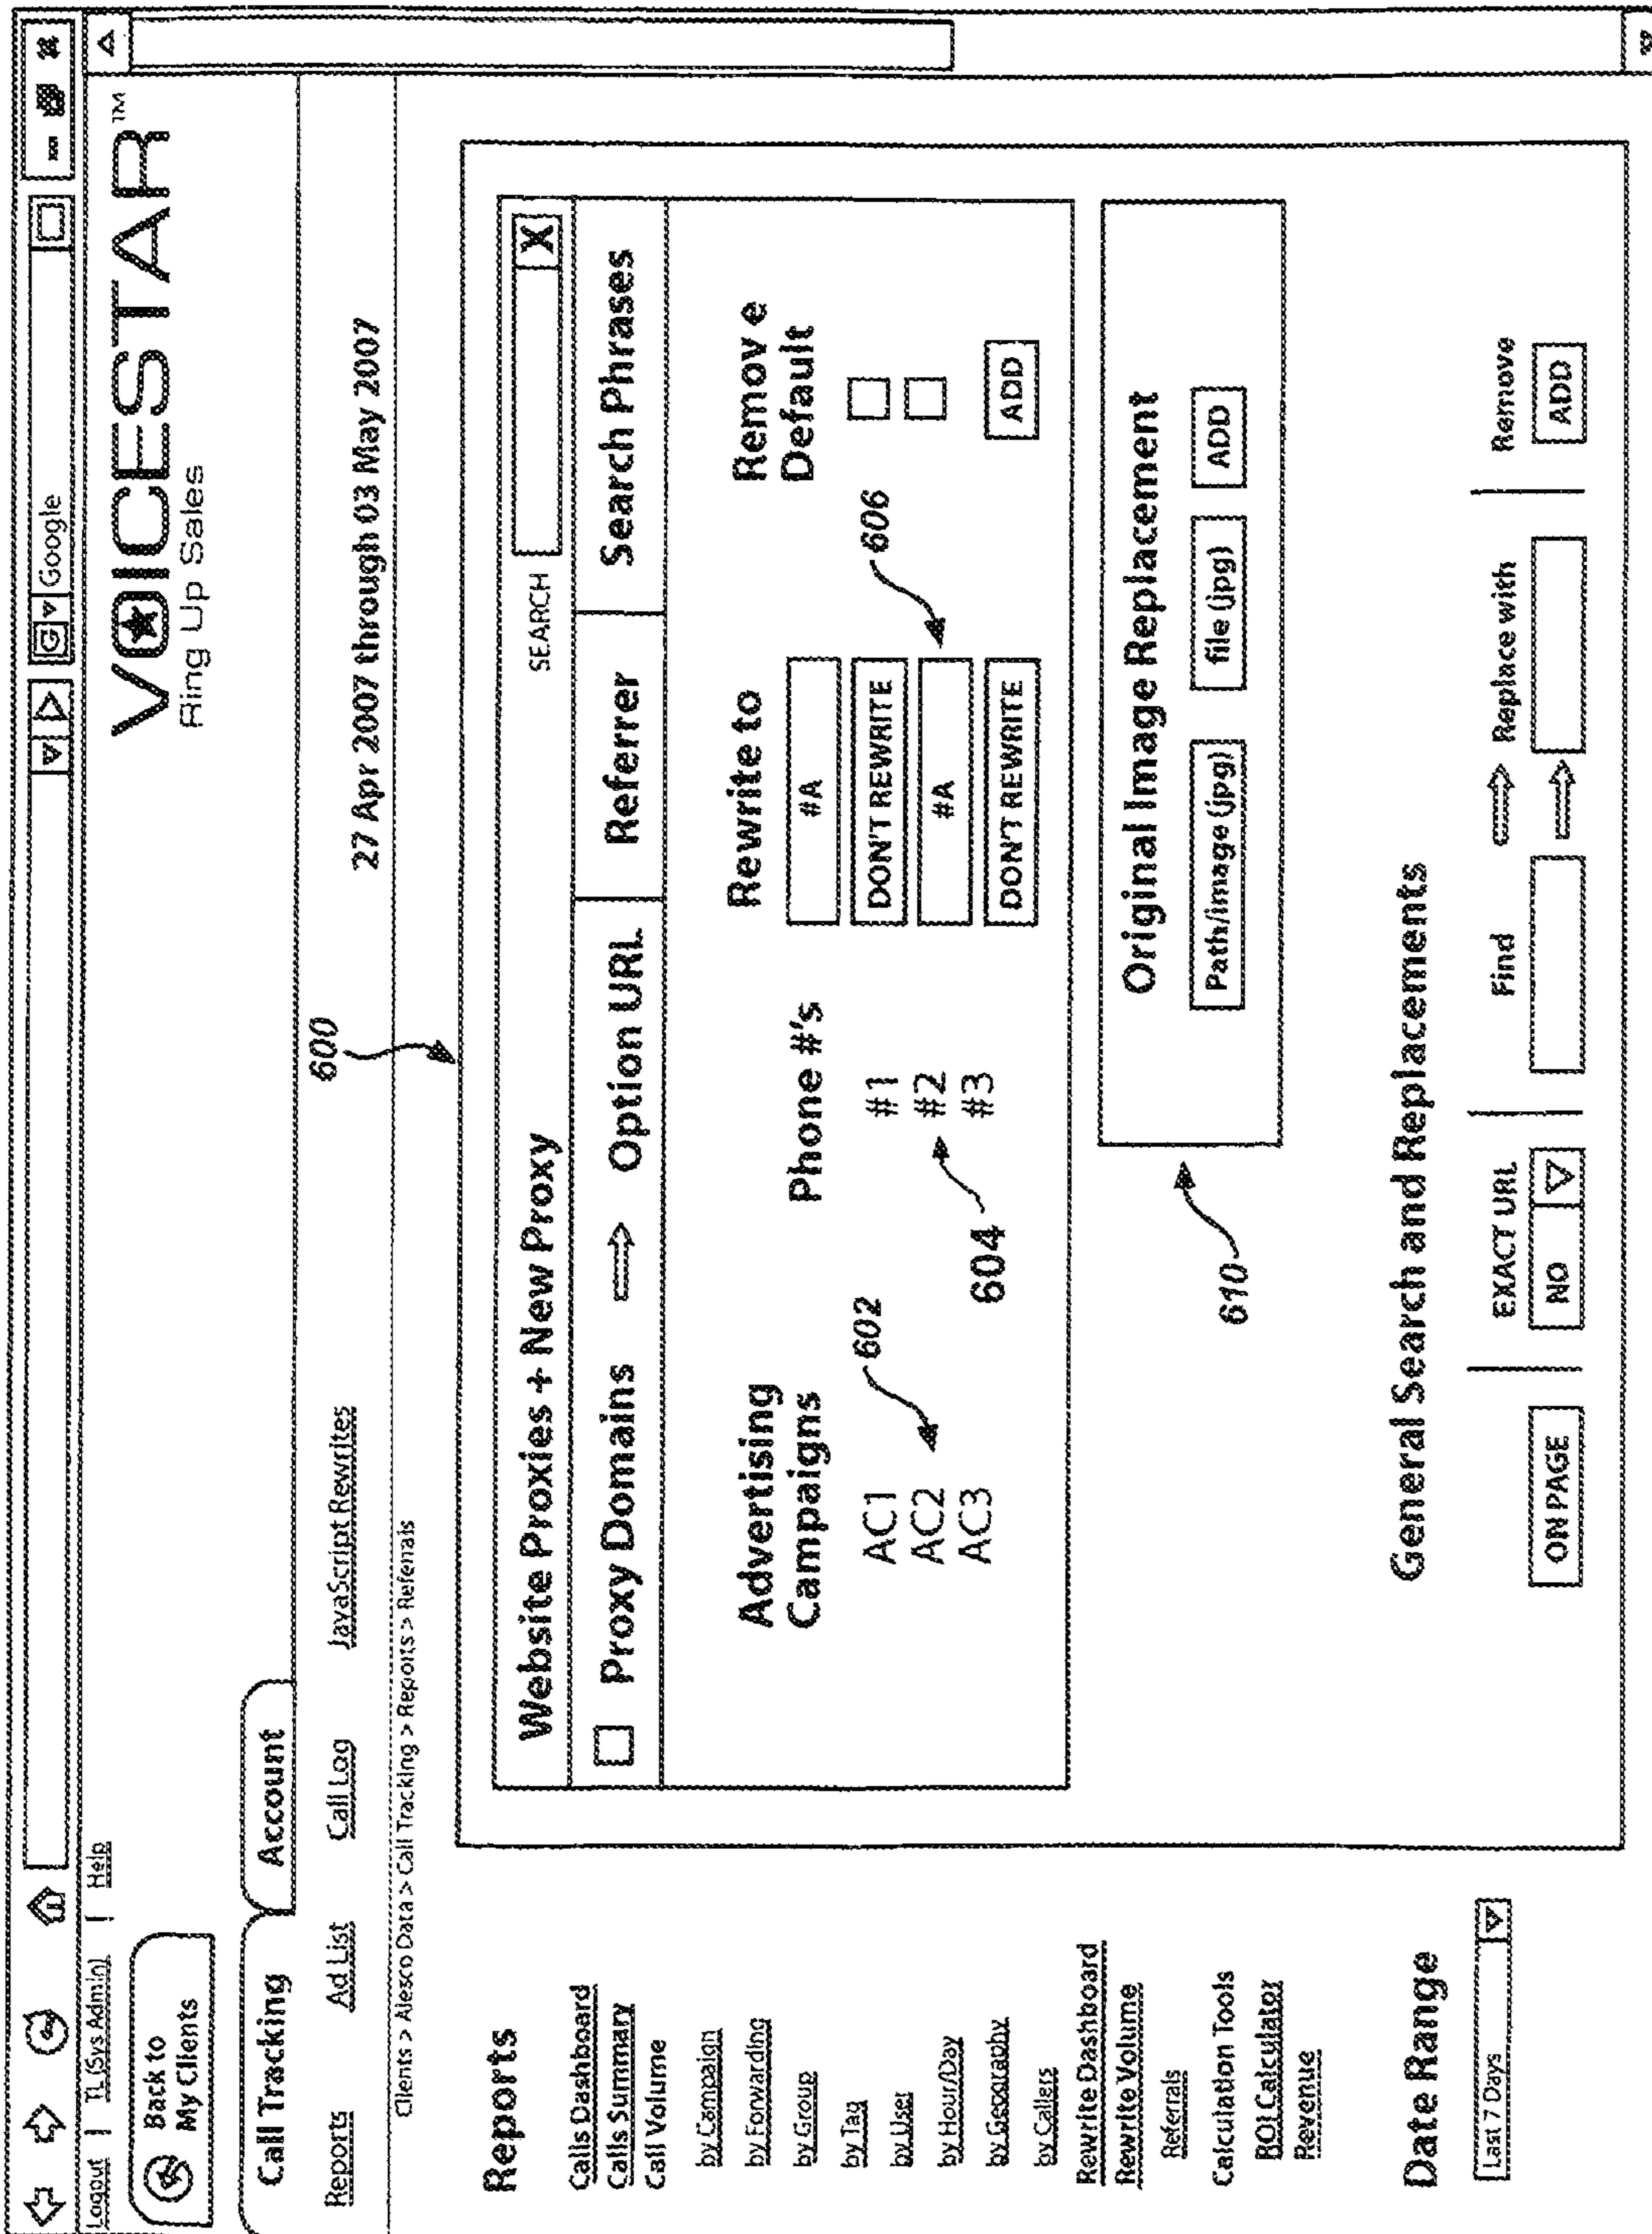 G Google
Logout | TL (Sys Admin) | Help
Back to
My Clients
VOICESTAR™
Ring Up Sales
Call Tracking
Account
Reports
Ad List
Call Log
JavaScript Rewrites
27 Apr 2007 through 03 May 2007
Clients > Alesco Data > Call Tracking > Reports > Referrals
600
Reports
Calls Dashboard
Calls Summary
Call Volume
by Campaign
by Forwarding
by Group
by Tag
by User
by Hour/Day
by Geography
by Callers
Rewrite Dashboard
Rewrite Volume
Referrals
Calculation Tools
ROI Calculator
Revenue
Date Range
Last 7 Days
Website Proxies + New Proxy
SEARCH
X
Proxy Domains
Option URL
Referrer
Search Phrases
Advertising
Campaigns
AC1
AC2
AC3
602
Phone #'s
#1
#2
#3
604
Rewrite to
#A
DON'T REWRITE
#A
DON'T REWRITE
606
Remov e
Default
ADD
610
Original Image Replacement
Path/image (jpg)
file (jpg)
ADD
General Search and Replacements
EXACT URL
Find
Replace with
Remove
ON PAGE
NO
ADD